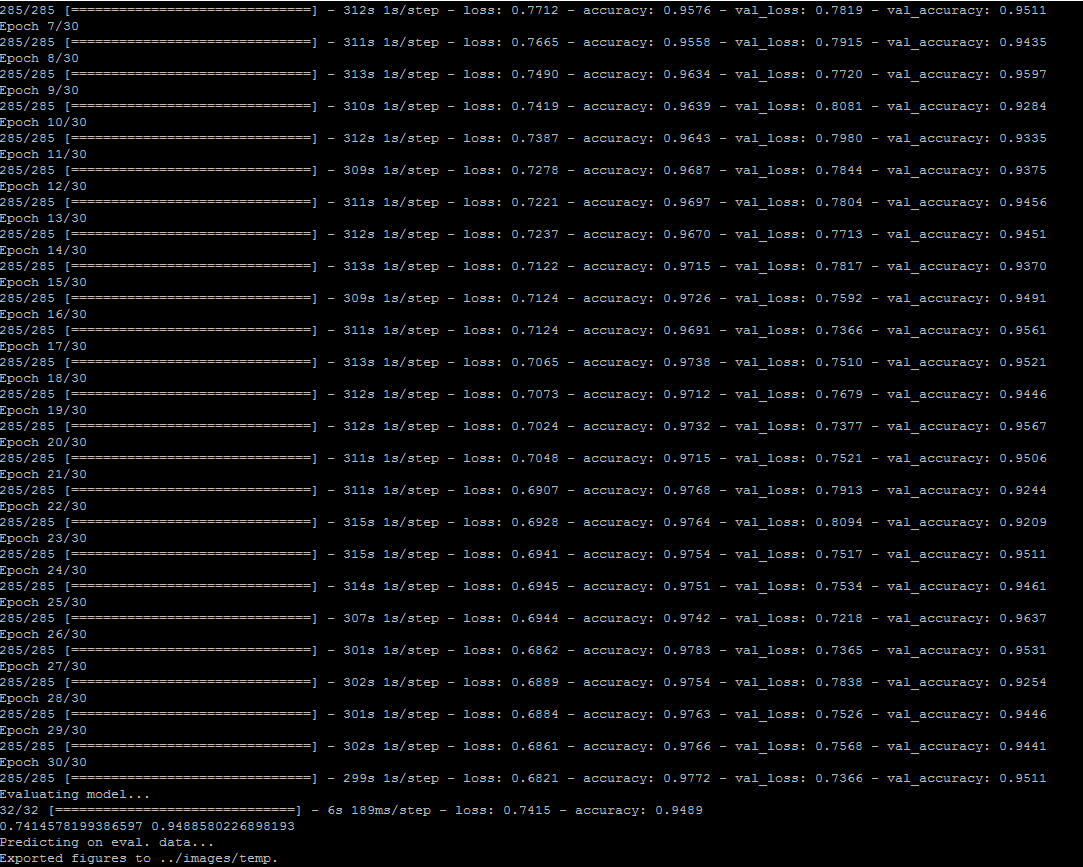 285/285 [==============================] - 312s 1s/step - loss: 0.7712 - accuracy: 0.9576 - val_loss: 0.7819 - val_accuracy: 0.9511
Epoch 7/30
285/285 [==============================] - 311s 1s/step - loss: 0.7665 - accuracy: 0.9558 - val_loss: 0.7915 - val_accuracy: 0.9435
Epoch 8/30
285/285 [==============================] - 313s 1s/step - loss: 0.7490 - accuracy: 0.9634 - val_loss: 0.7720 - val_accuracy: 0.9597
Epoch 9/30
285/285 [==============================] - 310s 1s/step - loss: 0.7419 - accuracy: 0.9639 - val_loss: 0.8081 - val_accuracy: 0.9284
Epoch 10/30
285/285 [==============================] - 312s 1s/step - loss: 0.7387 - accuracy: 0.9643 - val_loss: 0.7980 - val_accuracy: 0.9335
Epoch 11/30
285/285 [==============================] - 309s 1s/step - loss: 0.7278 - accuracy: 0.9687 - val_loss: 0.7844 - val_accuracy: 0.9375
Epoch 12/30
285/285 [==============================] - 311s 1s/step - loss: 0.7221 - accuracy: 0.9697 - val_loss: 0.7804 - val_accuracy: 0.9456
Epoch 13/30
285/285 [==============================] - 312s 1s/step - loss: 0.7237 - accuracy: 0.9670 - val_loss: 0.7713 - val_accuracy: 0.9451
Epoch 14/30
285/285 [==============================] - 313s 1s/step - loss: 0.7122 - accuracy: 0.9715 - val_loss: 0.7817 - val_accuracy: 0.9370
Epoch 15/30
285/285 [==============================] - 309s 1s/step - loss: 0.7124 - accuracy: 0.9726 - val_loss: 0.7592 - val_accuracy: 0.9491
Epoch 16/30
285/285 [==============================] - 311s 1s/step - loss: 0.7124 - accuracy: 0.9691 - val_loss: 0.7366 - val_accuracy: 0.9561
Epoch 17/30
285/285 [==============================] - 313s 1s/step - loss: 0.7065 - accuracy: 0.9738 - val_loss: 0.7510 - val_accuracy: 0.9521
Epoch 18/30
285/285 [==============================] - 312s 1s/step - loss: 0.7073 - accuracy: 0.9712 - val_loss: 0.7679 - val_accuracy: 0.9446
Epoch 19/30
285/285 [==============================] - 312s 1s/step - loss: 0.7024 - accuracy: 0.9732 - val_loss: 0.7377 - val_accuracy: 0.9567
Epoch 20/30
285/285 [==============================] - 311s 1s/step - loss: 0.7048 - accuracy: 0.9715 - val_loss: 0.7521 - val_accuracy: 0.9506
Epoch 21/30
285/285 [==============================] - 311s 1s/step - loss: 0.6907 - accuracy: 0.9768 - val_loss: 0.7913 - val_accuracy: 0.9244
Epoch 22/30
285/285 [==============================] - 315s 1s/step - loss: 0.6928 - accuracy: 0.9764 - val_loss: 0.8094 - val_accuracy: 0.9209
Epoch 23/30
285/285 [==============================] - 315s 1s/step - loss: 0.6941 - accuracy: 0.9754 - val_loss: 0.7517 - val_accuracy: 0.9511
Epoch 24/30
285/285 [==============================] - 314s 1s/step - loss: 0.6945 - accuracy: 0.9751 - val_loss: 0.7534 - val_accuracy: 0.9461
Epoch 25/30
285/285 [==============================] - 307s 1s/step - loss: 0.6944 - accuracy: 0.9742 - val_loss: 0.7218 - val_accuracy: 0.9637
Epoch 26/30
285/285 [==============================] - 301s 1s/step - loss: 0.6862 - accuracy: 0.9783 - val_loss: 0.7365 - val_accuracy: 0.9531
Epoch 27/30
285/285 [==============================] - 302s 1s/step - loss: 0.6889 - accuracy: 0.9754 - val_loss: 0.7838 - val_accuracy: 0.9254
Epoch 28/30
285/285 [==============================] - 301s 1s/step - loss: 0.6884 - accuracy: 0.9763 - val_loss: 0.7526 - val_accuracy: 0.9446
Epoch 29/30
285/285 [==============================] - 302s 1s/step - loss: 0.6861 - accuracy: 0.9766 - val_loss: 0.7568 - val_accuracy: 0.9441
Epoch 30/30
285/285 [==============================] - 299s 1s/step - loss: 0.6821 - accuracy: 0.9772 - val_loss: 0.7366 - val_accuracy: 0.9511
Evaluating model...
32/32 [==============================] - 6s 189ms/step - loss: 0.7415 - accuracy: 0.9489
0.7414578199386597 0.9488580226898193
Predicting on eval. data...
Exported figures to ../images/temp.